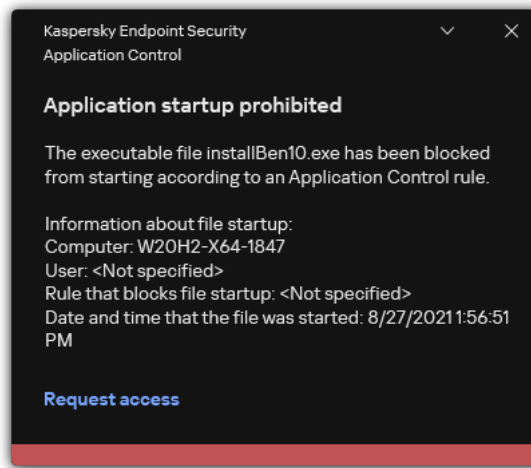 Kaspersky Endpoint Security
Application Control
Application startup prohibited
The executable file installBen10.exe has been blocked
from starting according to an Application Control rule.
Information about file startup:
Computer: W20H2-X64-1847
User: <Not specified>
Rule that blocks file startup: <Not specified>
Date and time that the file was started: 8/27/2021 1:56:51
PM
Request access